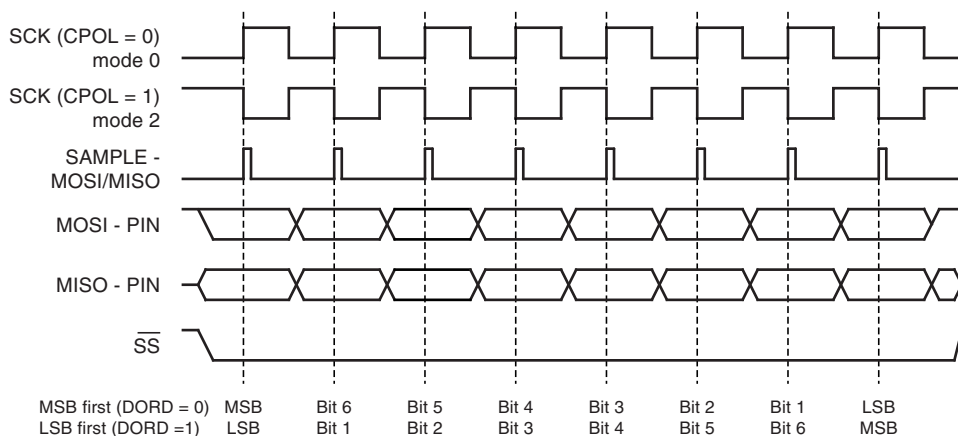 SCK (CPOL = 0)
mode 0
SCK (CPOL = 1)
mode 2
SAMPLE -
MOSI/MISO
MOSI - PIN
MISO - PIN
SS
MSB first (DORD = 0) MSB Bit 6 Bit 5 Bit 4 Bit 3 Bit 2 Bit 1 LSB
LSB first (DORD =1) LSB Bit 1 Bit 2 Bit 3 Bit 4 Bit 5 Bit 6 MSB